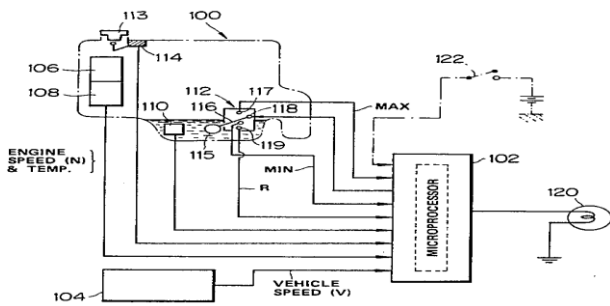 113
100
114
106
108
112
117
118
110
116
115
119
MAX
122
102
ENGINE
SPEED (N)
& TEMP.
MIN
R
MICROPROCESSOR
120
104
VEHICLE
SPEED (V)